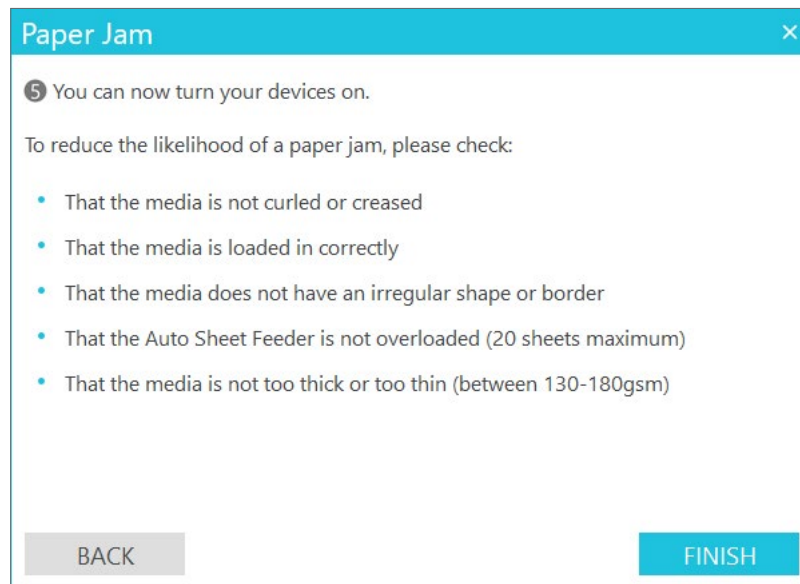 Paper Jam ×
5 You can now turn your devices on.
To reduce the likelihood of a paper jam, please check:
• That the media is not curled or creased
• That the media is loaded in correctly
• That the media does not have an irregular shape or border
• That the Auto Sheet Feeder is not overloaded (20 sheets maximum)
• That the media is not too thick or too thin (between 130-180gsm)
BACK FINISH